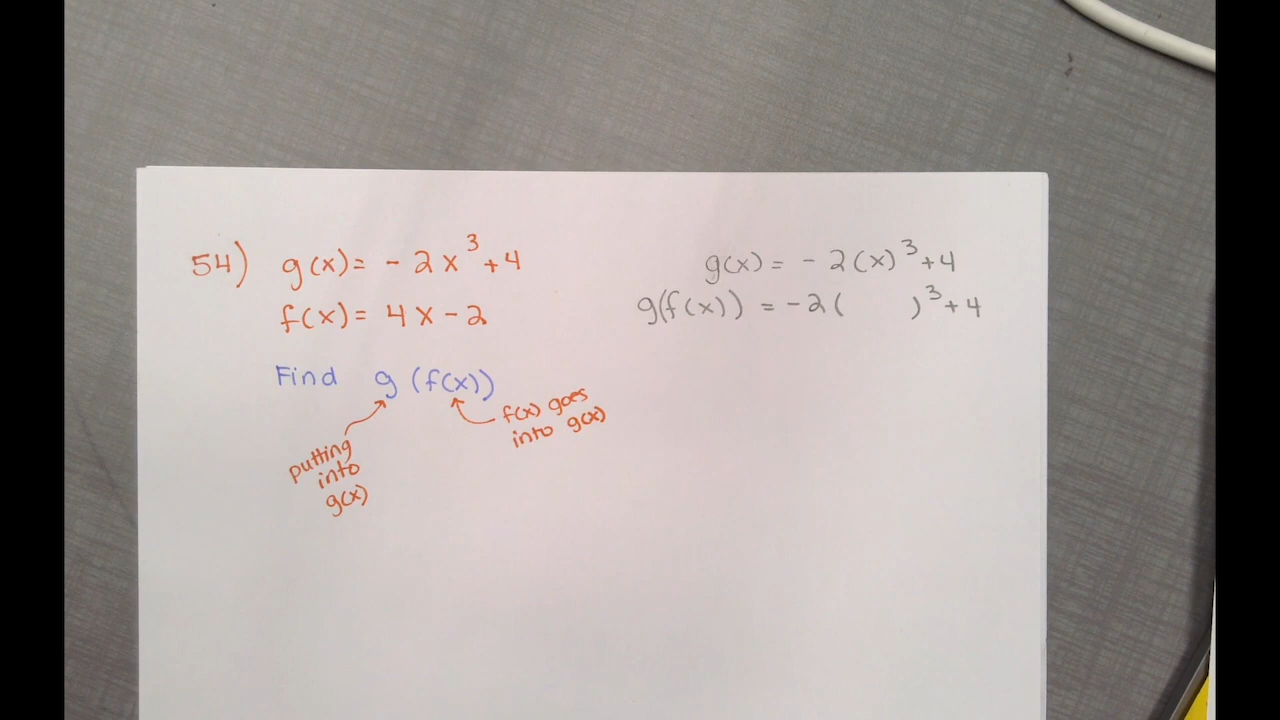 54) g(x) = -2x³+4
f(x) = 4x-2
Find g(f(x))
putting
into
g(x)
f(x) goes
into g(x)
g(x) = -2(x)³+4
g(f(x)) = -2(     )³+4